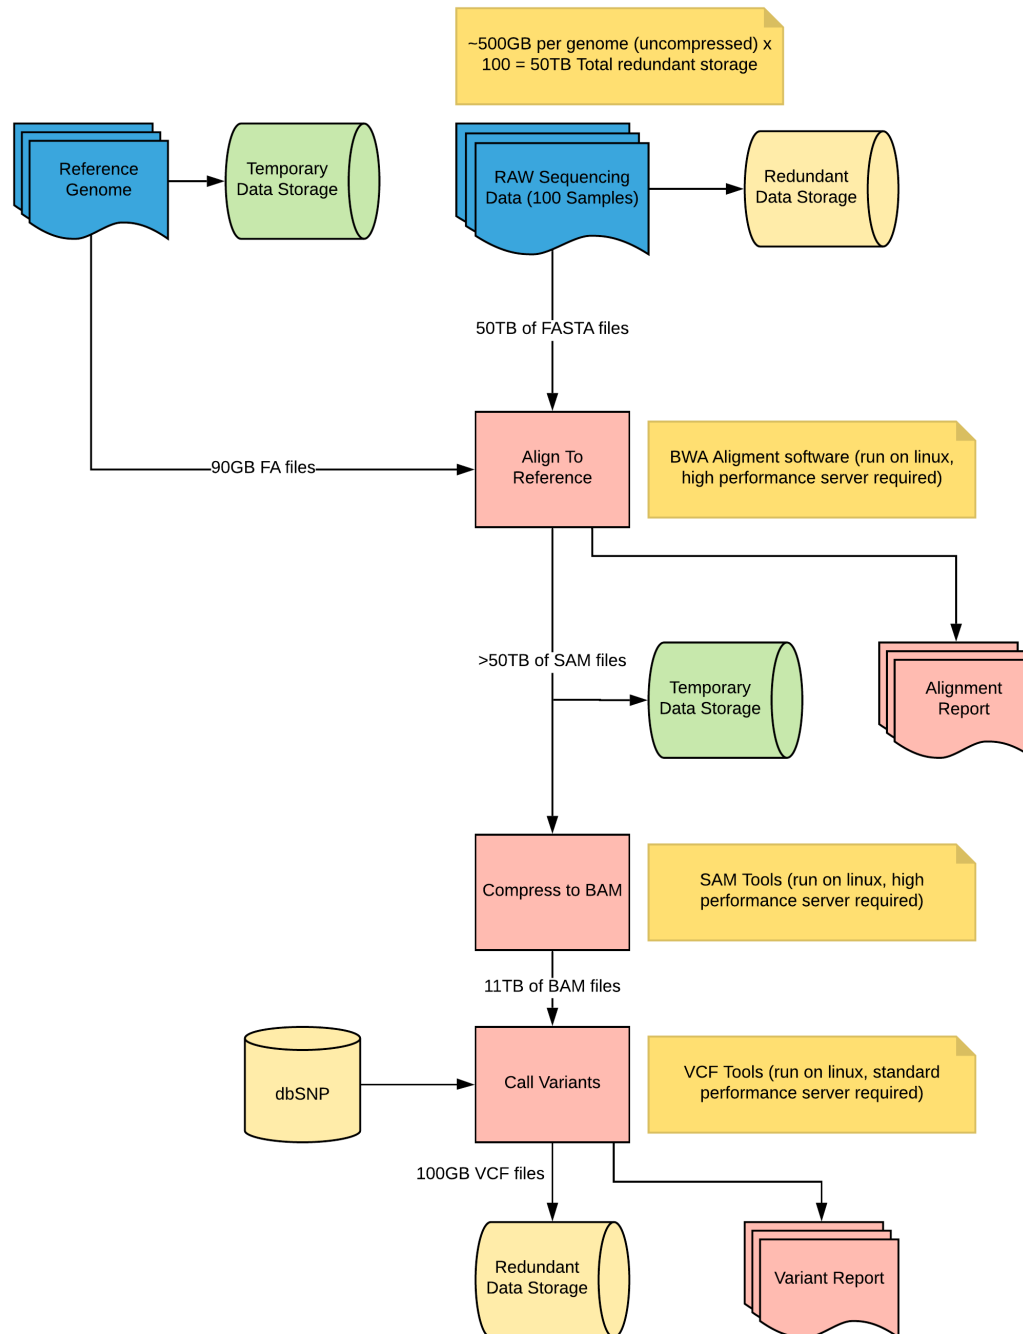 ~500GB per genome (uncompressed) x
100 = 50TB Total redundant storage
Reference
Genome
Temporary
Data Storage
RAW Sequencing
Data (100 Samples)
Redundant
Data Storage
50TB of FASTA files
90GB FA files
Align To
Reference
BWA Aligment software (run on linux,
high performance server required)
>50TB of SAM files
Temporary
Data Storage
Alignment
Report
Compress to BAM
SAM Tools (run on linux, high
performance server required)
11TB of BAM files
dbSNP
Call Variants
VCF Tools (run on linux, standard
performance server required)
100GB VCF files
Redundant
Data Storage
Variant Report